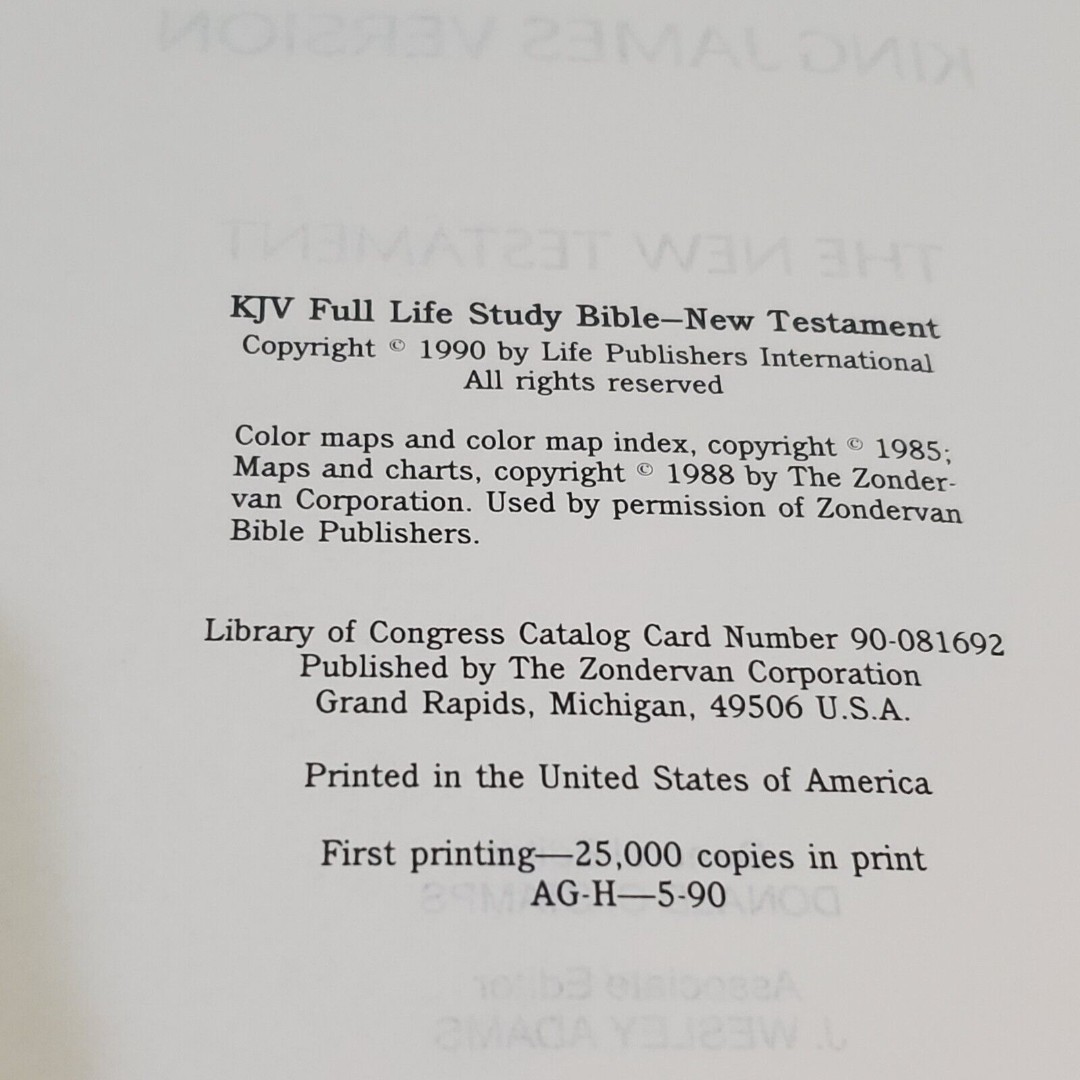 KJV Full Life Study Bible—New Testament
Copyright © 1990 by Life Publishers International
All rights reserved
Color maps and color map index, copyright © 1985;
Maps and charts, copyright © 1988 by The Zonder-
van Corporation. Used by permission of Zondervan
Bible Publishers.
Library of Congress Catalog Card Number 90-081692
Published by The Zondervan Corporation
Grand Rapids, Michigan, 49506 U.S.A.
Printed in the United States of America
First printing—25,000 copies in print
AG-H—5-90